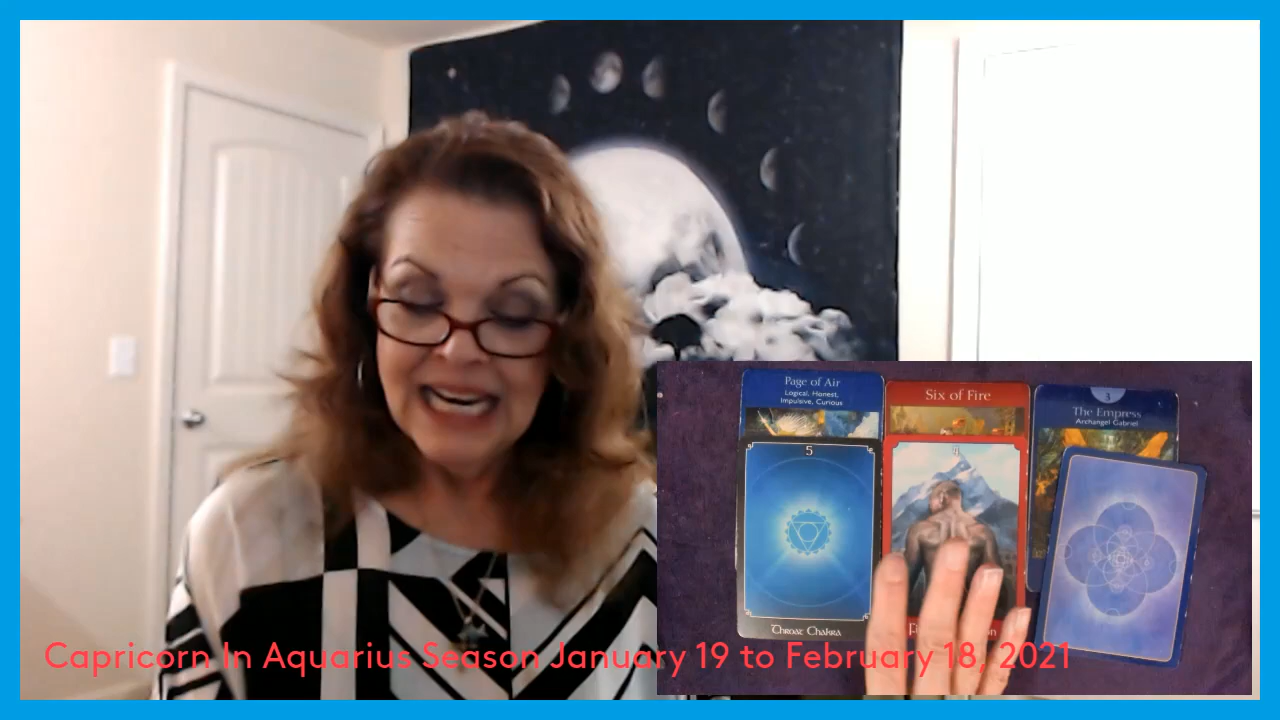 Page of Air
Logical, Honest,
Impulsive, Curious
Six of Fire
3
The Empress
Archangel Gabriel
5
4
Throat Chakra
Capricorn In Aquarius Season January 19 to February 18, 2021